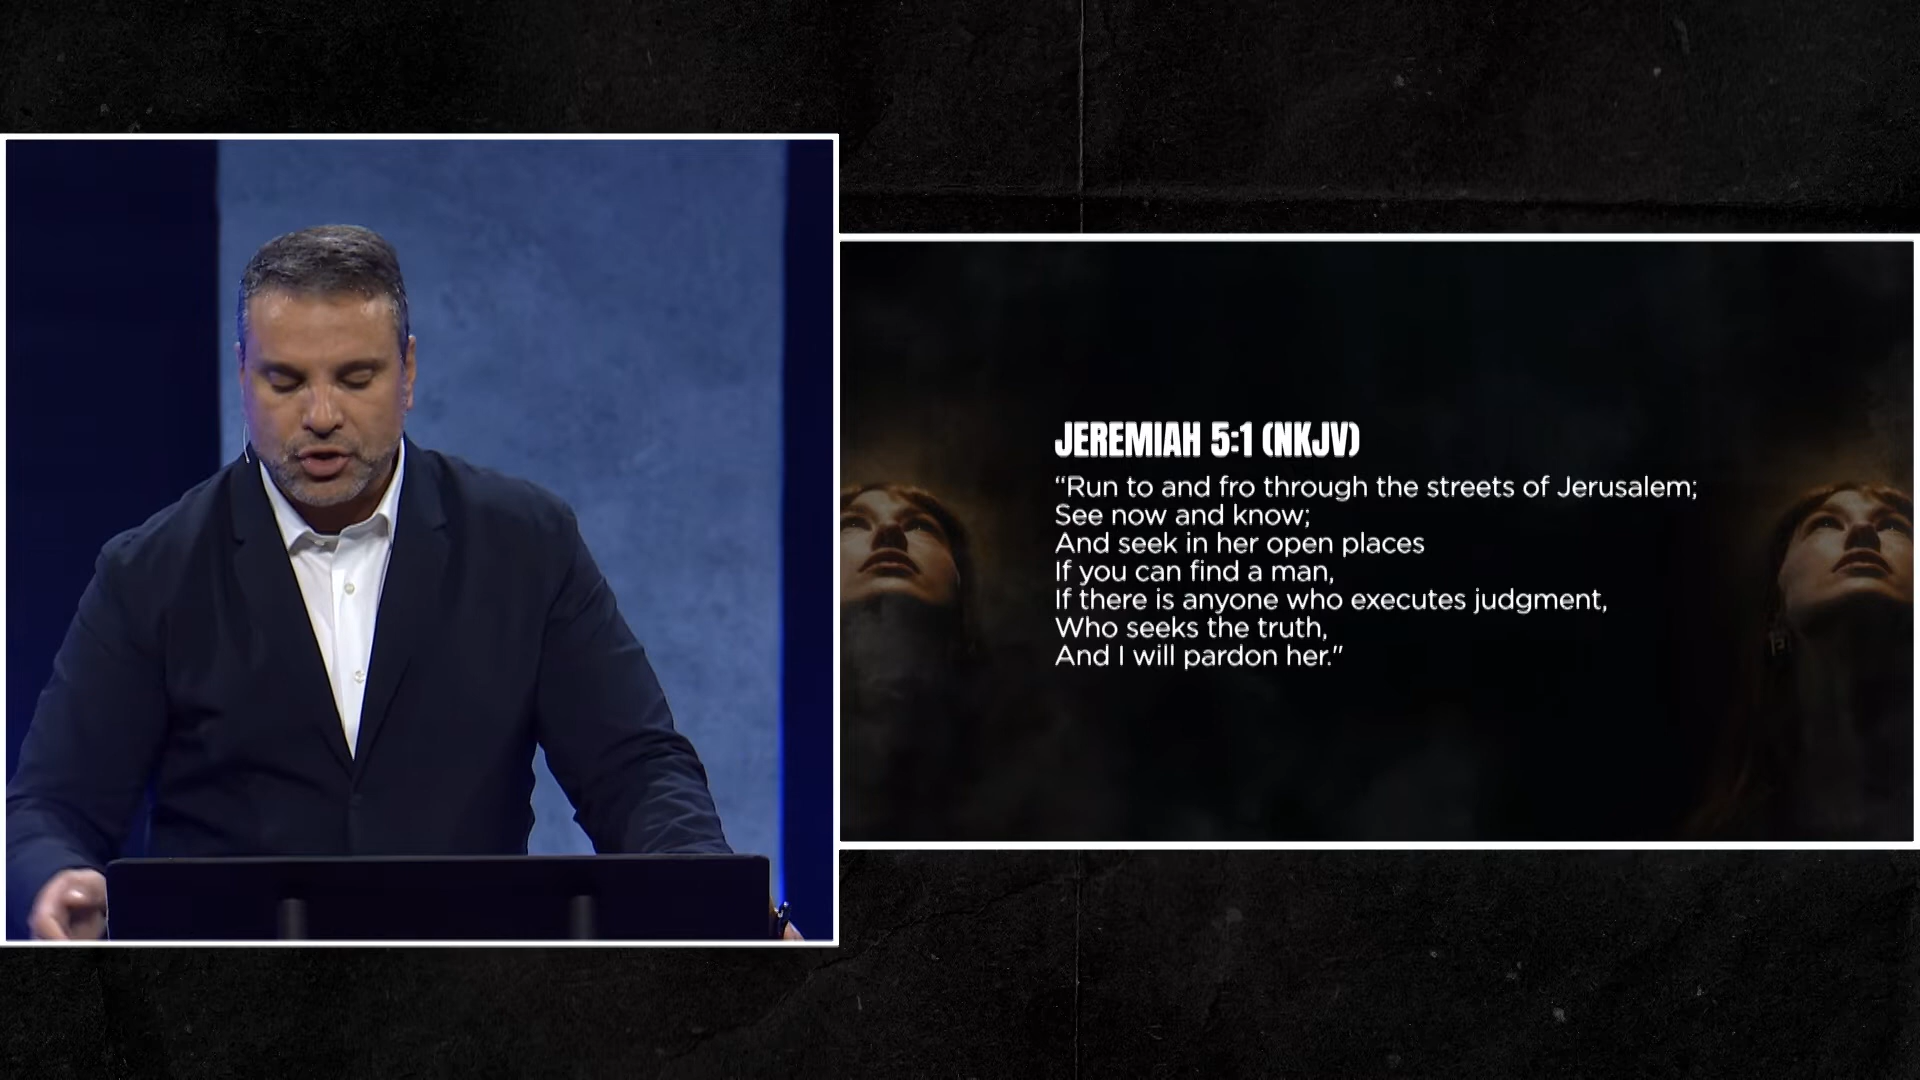 JEREMIAH 5:1 (NKJV)
“Run to and fro through the streets of Jerusalem;
See now and know;
And seek in her open places
If you can find a man,
If there is anyone who executes judgment,
Who seeks the truth,
And I will pardon her.”